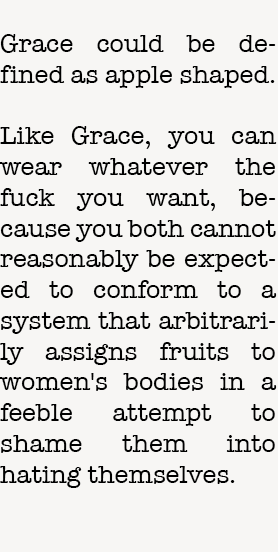 Grace could be de-
fined as apple shaped.
Like Grace, you can
wear whatever the
fuck you want, be-
cause you both cannot
reasonably be expect-
ed to conform to a
system that arbitrari-
ly assigns fruits to
women's bodies in a
feeble attempt to
shame them into
hating themselves.